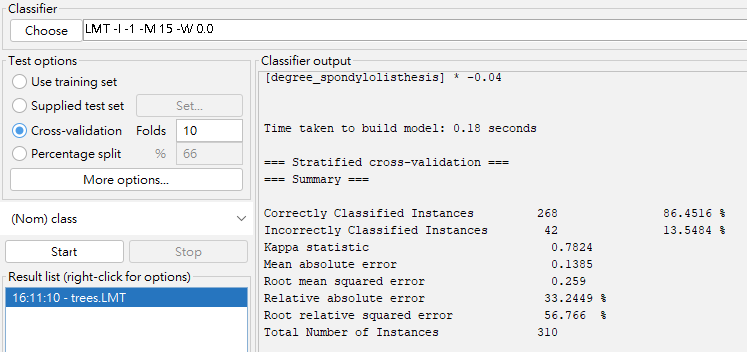 Classifier
Choose LMT -I -1 -M 15 -W 0.0
Test options
Use training set
Supplied test set Set...
Cross-validation Folds 10
Percentage split % 66
More options...
(Nom) class
Start Stop
Result list (right-click for options)
16:11:10 - trees.LMT
Classifier output
[degree_spondylolisthesis] * -0.04
Time taken to build model: 0.18 seconds
=== Stratified cross-validation ===
=== Summary ===
Correctly Classified Instances 268 86.4516 %
Incorrectly Classified Instances 42 13.5484 %
Kappa statistic 0.7824
Mean absolute error 0.1385
Root mean squared error 0.259
Relative absolute error 33.2449 %
Root relative squared error 56.766 %
Total Number of Instances 310